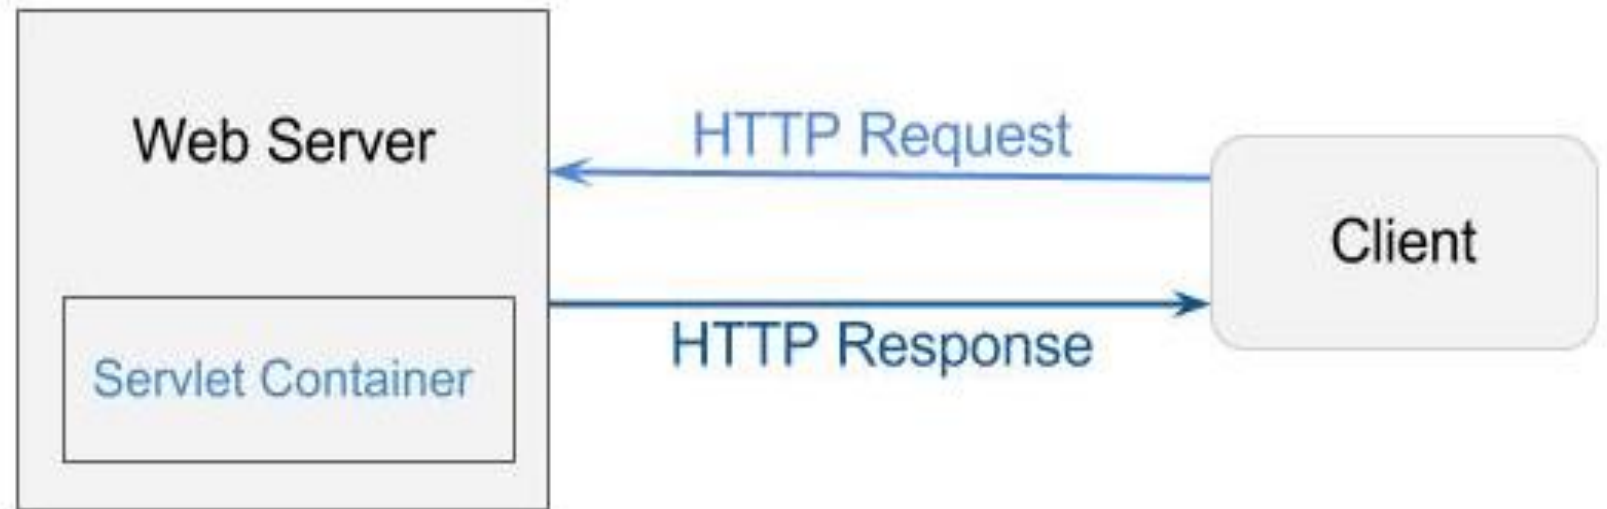 Web Server
HTTP Request
Client
HTTP Response
Servlet Container